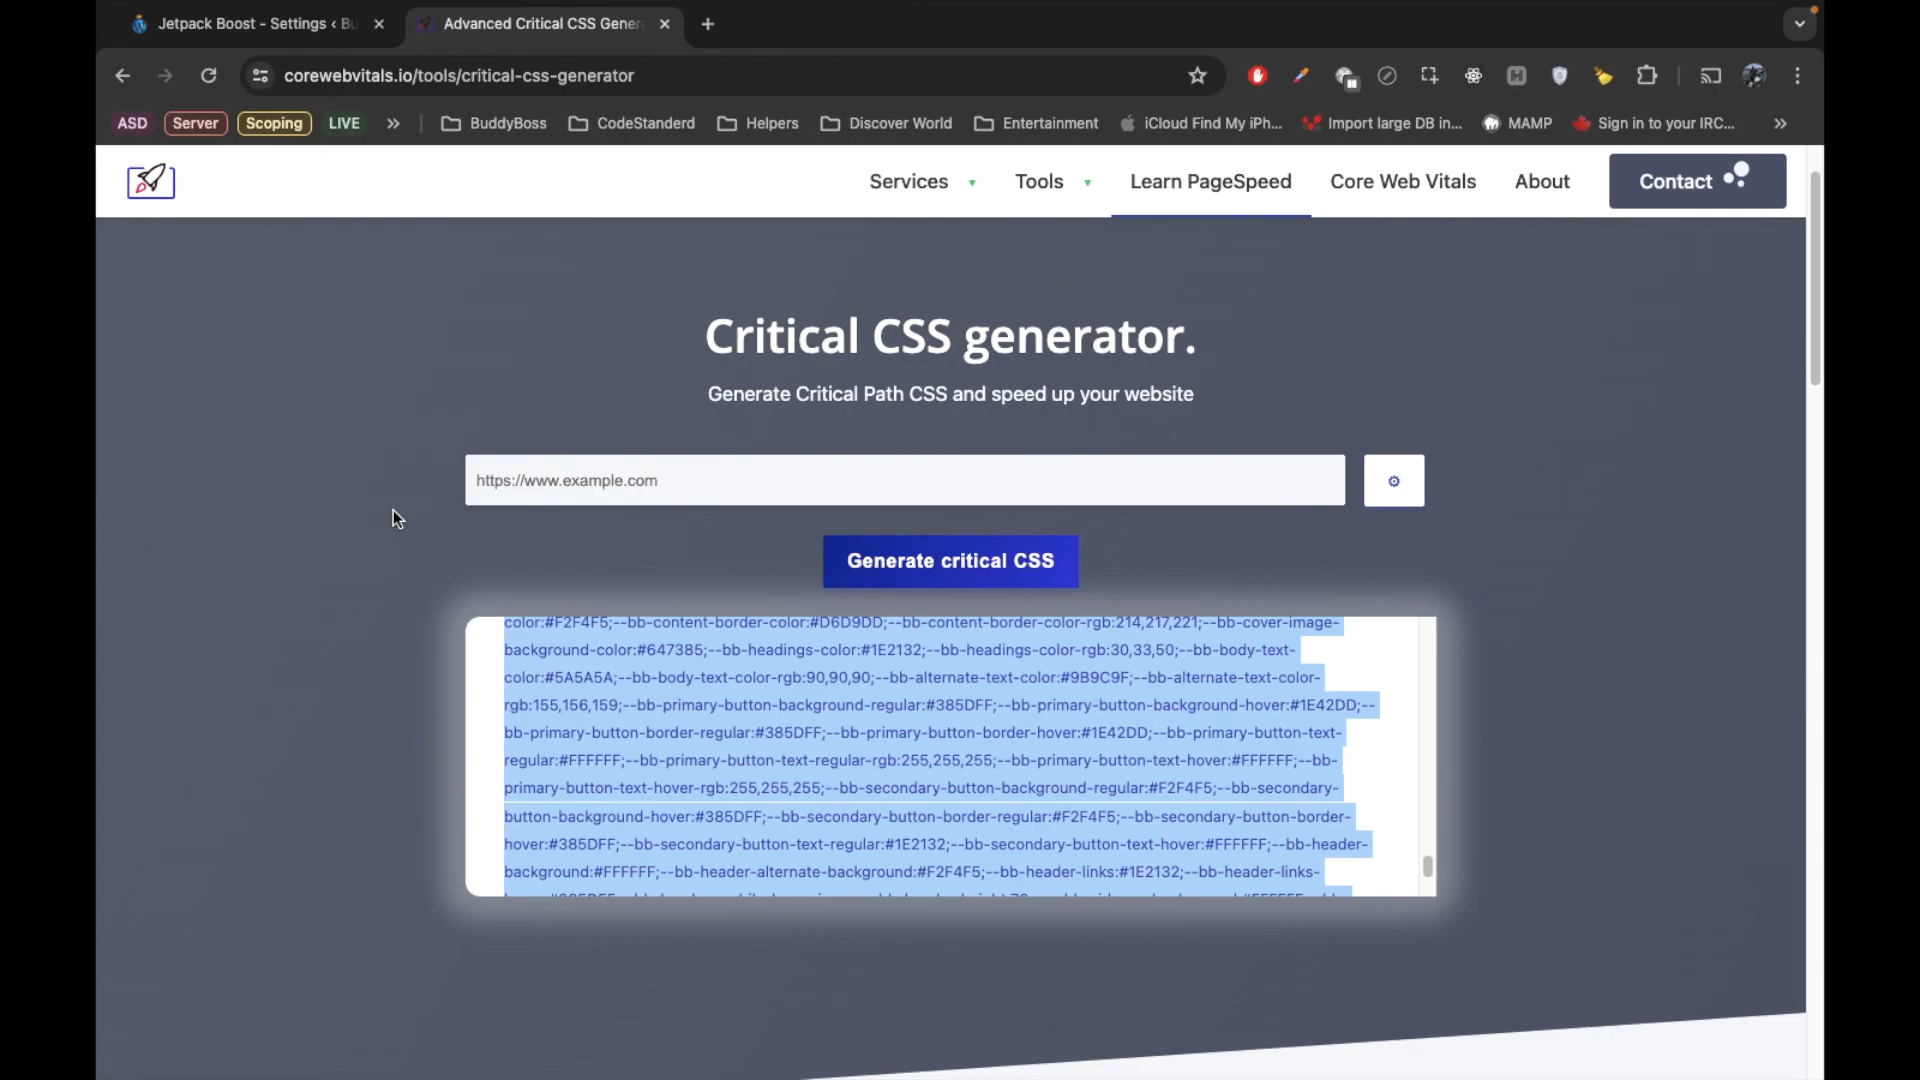 Jetpack Boost - Settings ‹ Bu
Advanced Critical CSS Gener
corewebvitals.io/tools/critical-css-generator
ASD
Server
Scoping
LIVE
BuddyBoss
CodeStanderd
Helpers
Discover World
Entertainment
iCloud Find My iPh...
Import large DB in...
MAMP
Sign in to your IRC...
Services
Tools
Learn PageSpeed
Core Web Vitals
About
Contact
Critical CSS generator.
Generate Critical Path CSS and speed up your website
https://www.example.com
Generate critical CSS
color:#F2F4F5;--bb-content-border-color:#D6D9DD;--bb-content-border-color-rgb:214,217,221;--bb-cover-image-
background-color:#647385;--bb-headings-color:#1E2132;--bb-headings-color-rgb:30,33,50;--bb-body-text-
color:#5A5A5A;--bb-body-text-color-rgb:90,90,90;--bb-alternate-text-color:#9B9C9F;--bb-alternate-text-color-
rgb:155,156,159;--bb-primary-button-background-regular:#385DFF;--bb-primary-button-background-hover:#1E42DD;--
bb-primary-button-border-regular:#385DFF;--bb-primary-button-border-hover:#1E42DD;--bb-primary-button-text-
regular:#FFFFFF;--bb-primary-button-text-regular-rgb:255,255,255;--bb-primary-button-text-hover:#FFFFFF;--bb-
primary-button-text-hover-rgb:255,255,255;--bb-secondary-button-background-regular:#F2F4F5;--bb-secondary-
button-background-hover:#385DFF;--bb-secondary-button-border-regular:#F2F4F5;--bb-secondary-button-border-
hover:#385DFF;--bb-secondary-button-text-regular:#1E2132;--bb-secondary-button-text-hover:#FFFFFF;--bb-header-
background:#FFFFFF;--bb-header-alternate-background:#F2F4F5;--bb-header-links:#1E2132;--bb-header-links-